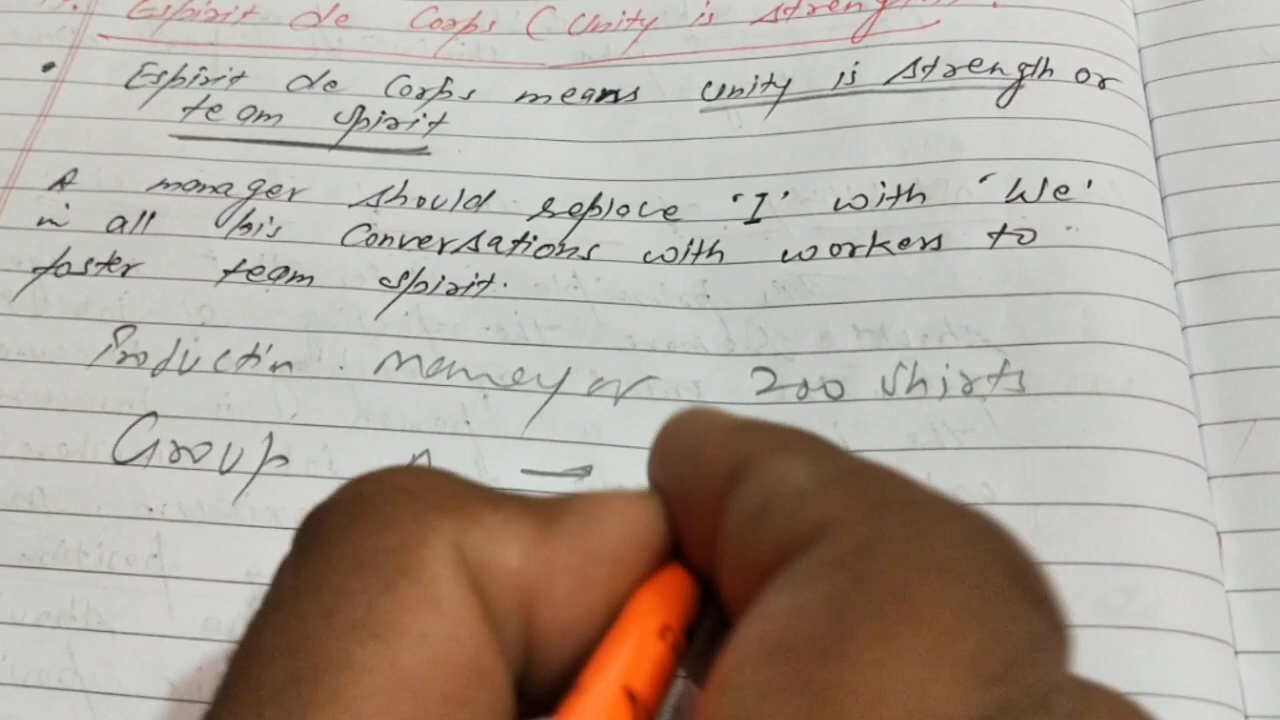 Espirit de Corps (Unity is strength
• Espirit de Corps means unity is strength or
team spirit
A manager should replace 'I' with 'We'
in all his Conversations with workers to
foster team spirit.
Production. 200 Shirts
Group A →